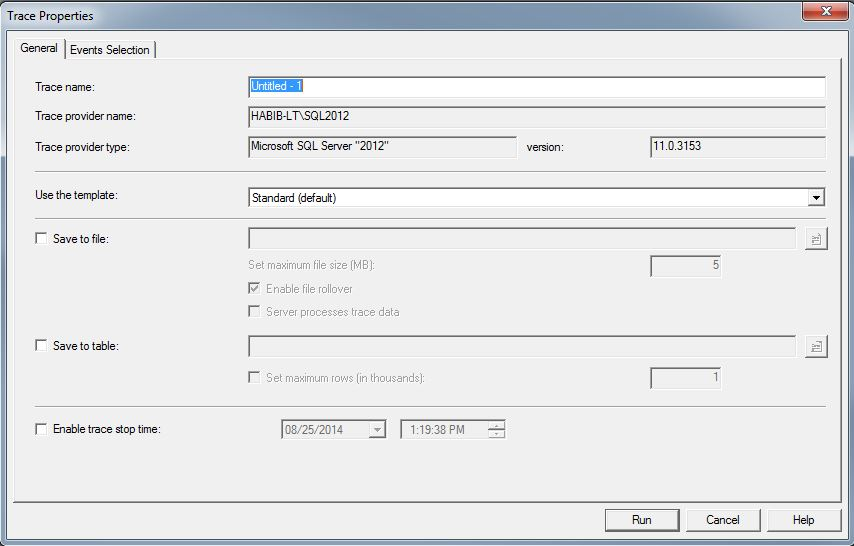 Trace Properties
General
Events Selection
Trace name:
Untitled - 1
Trace provider name:
HABIB-LT\SQL2012
Trace provider type:
Microsoft SQL Server "2012"
version:
11.0.3153
Use the template:
Standard (default)
Save to file:
Set maximum file size (MB):
5
Enable file rollover
Server processes trace data
Save to table:
Set maximum rows (in thousands):
1
Enable trace stop time:
08/25/2014
1:19:38 PM
Run
Cancel
Help